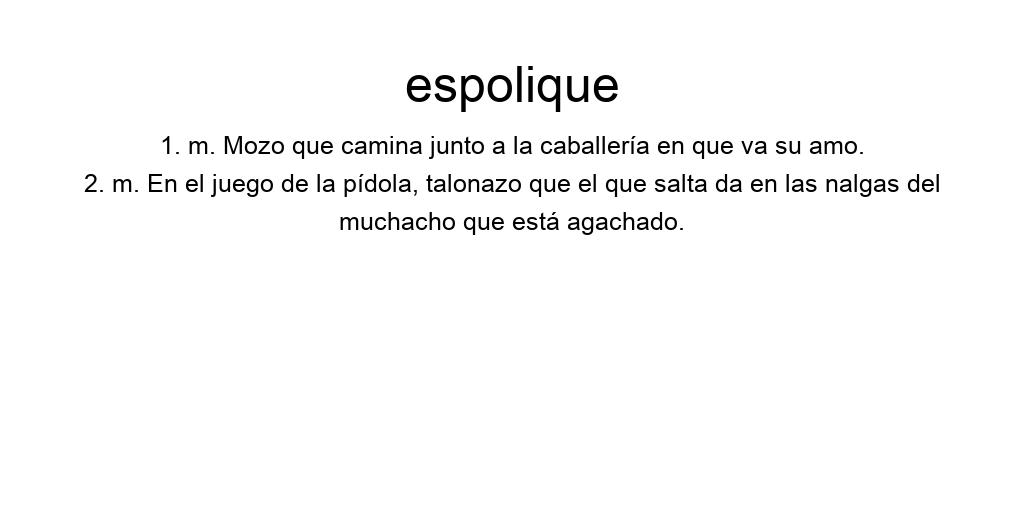 espolique
1. m. Mozo que camina junto a la caballería en que va su amo.
2. m. En el juego de la pídola, talonazo que el que salta da en las nalgas del
muchacho que está agachado.